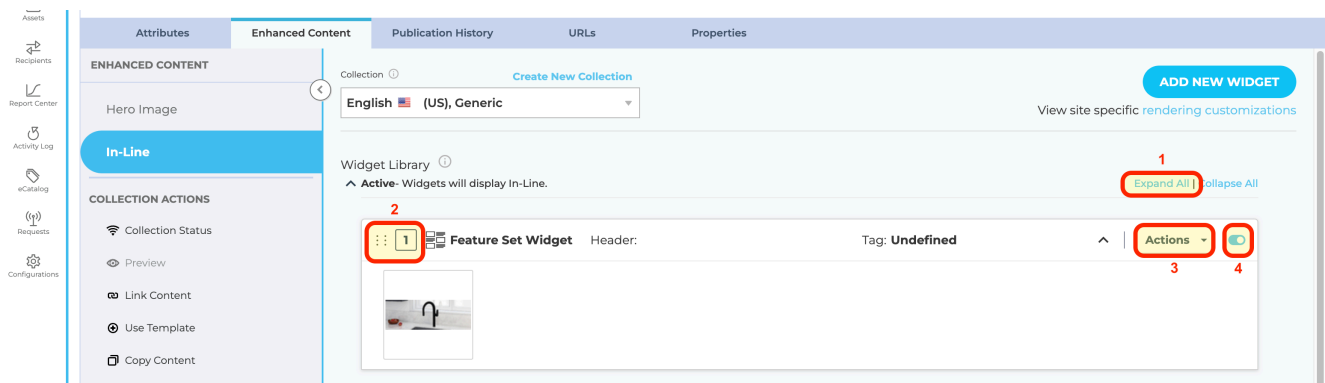 Assets
Recipients
Report Center
Activity Log
eCatalog
Requests
Configurations
Attributes Enhanced Content Publication History URLs Properties
ENHANCED CONTENT
Hero Image
In-Line
COLLECTION ACTIONS
Collection Status
Preview
Link Content
Use Template
Copy Content
Collection Create New Collection
English (US), Generic
ADD NEW WIDGET
View site specific rendering customizations
Widget Library
1
Active- Widgets will display In-Line. Expand All | Collapse All
2
1 Feature Set Widget Header: Tag: Undefined Actions
3 4